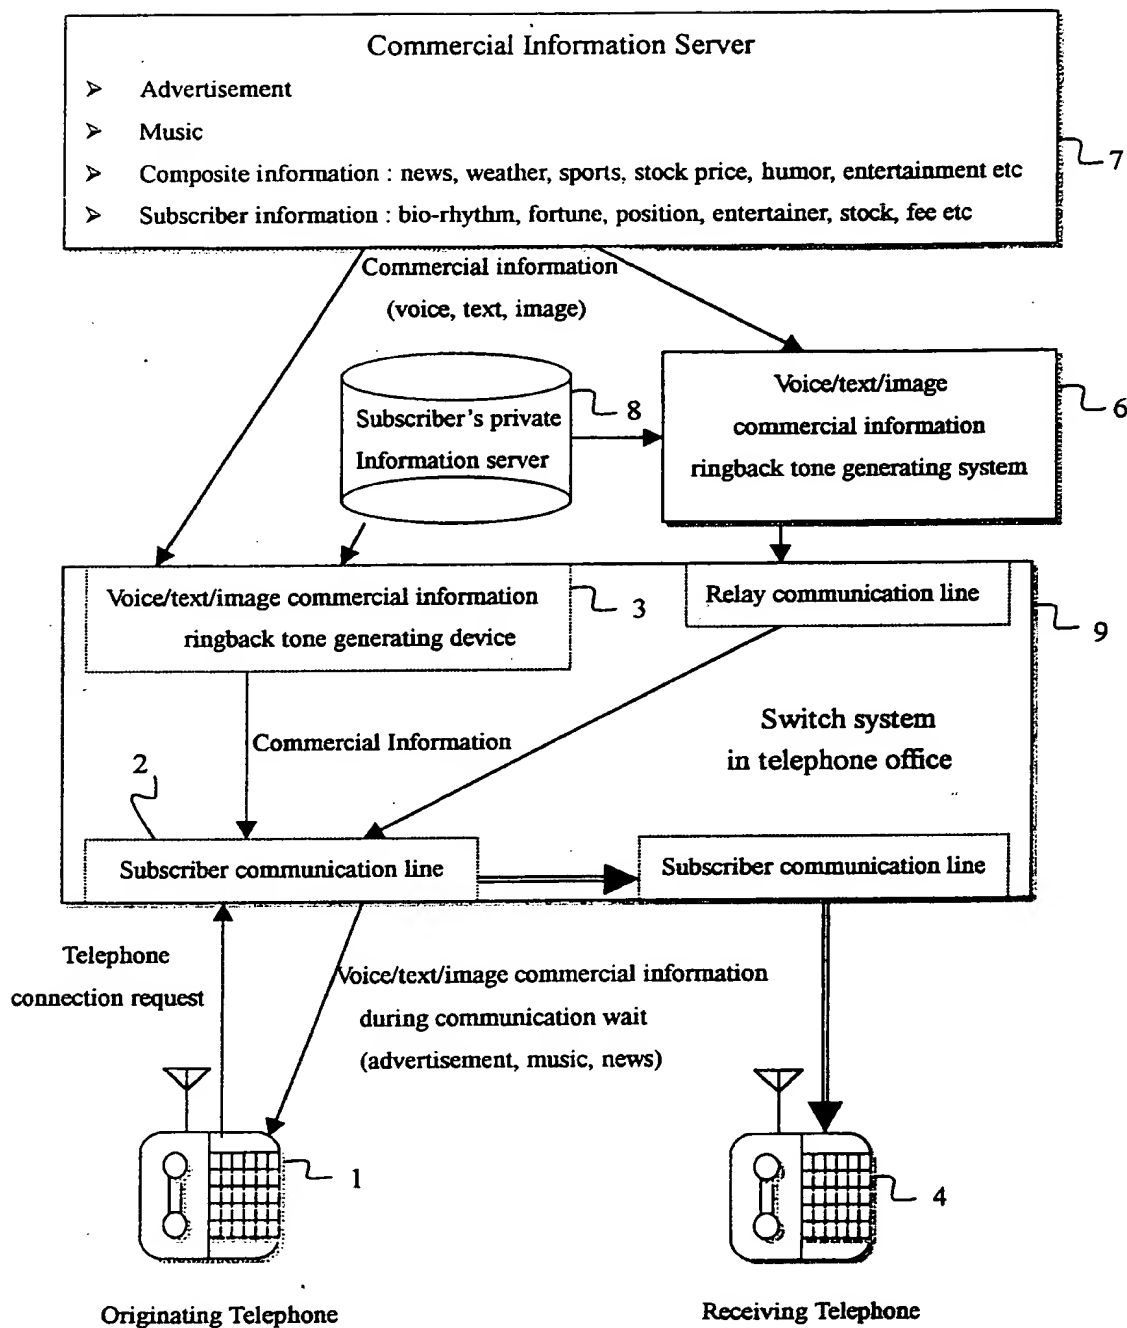 Commercial Information Server
➢ Advertisement
➢ Music
➢ Composite information : news, weather, sports, stock price, humor, entertainment etc
➢ Subscriber information : bio-rhythm, fortune, position, entertainer, stock, fee etc
7
Commercial information
(voice, text, image)
Subscriber's private
Information server
8
Voice/text/image
commercial information
ringback tone generating system
6
Voice/text/image commercial information
ringback tone generating device
3
Relay communication line
9
Switch system
in telephone office
Commercial Information
2
Subscriber communication line
Subscriber communication line
Telephone
connection request
Voice/text/image commercial information
during communication wait
(advertisement, music, news)
1
4
Originating Telephone
Receiving Telephone